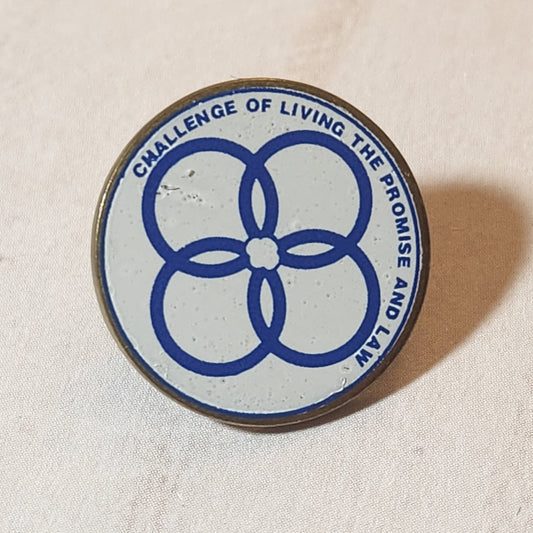 CHALLENGE OF LIVING THE PROMISE AND LAW